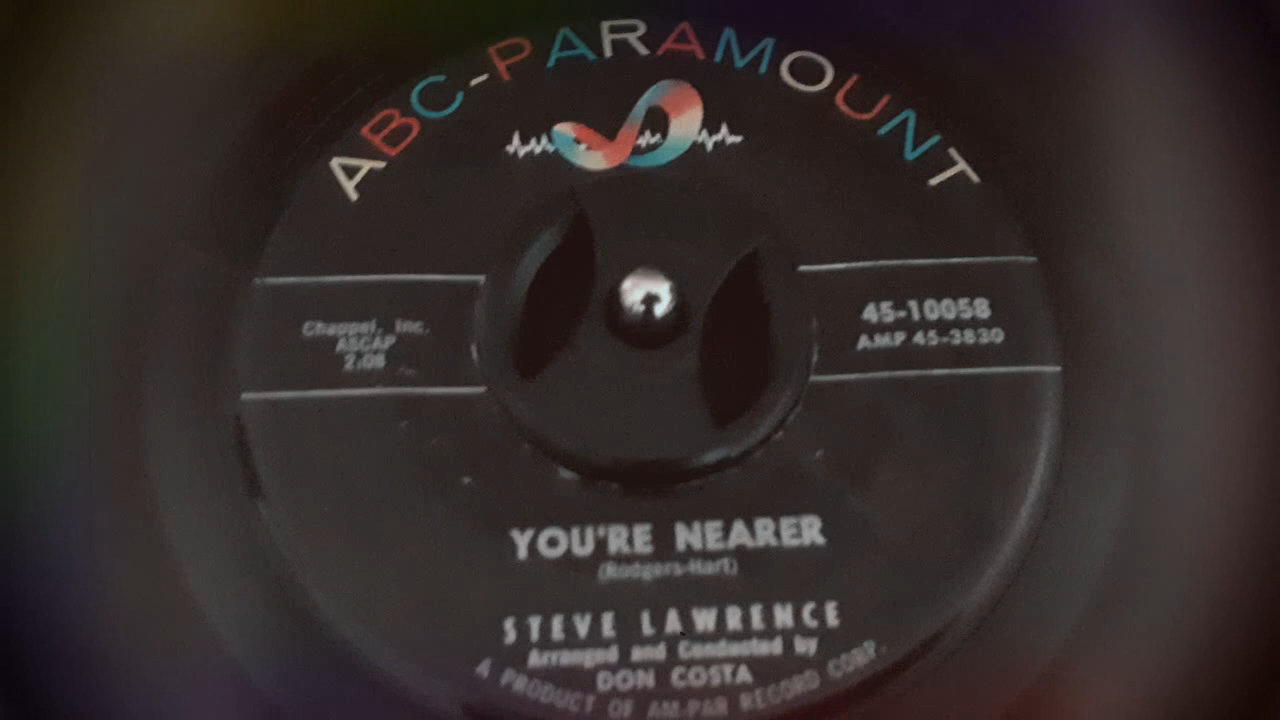 ABC-PARAMOUNT
Chappel, Inc.
ASCAP
2:08
45-10058
AMP 45-3830
YOU'RE NEARER
(Rodgers-Hart)
STEVE LAWRENCE
Arranged and Conducted by
DON COSTA
A PRODUCT OF AM-PAR RECORD CORP.